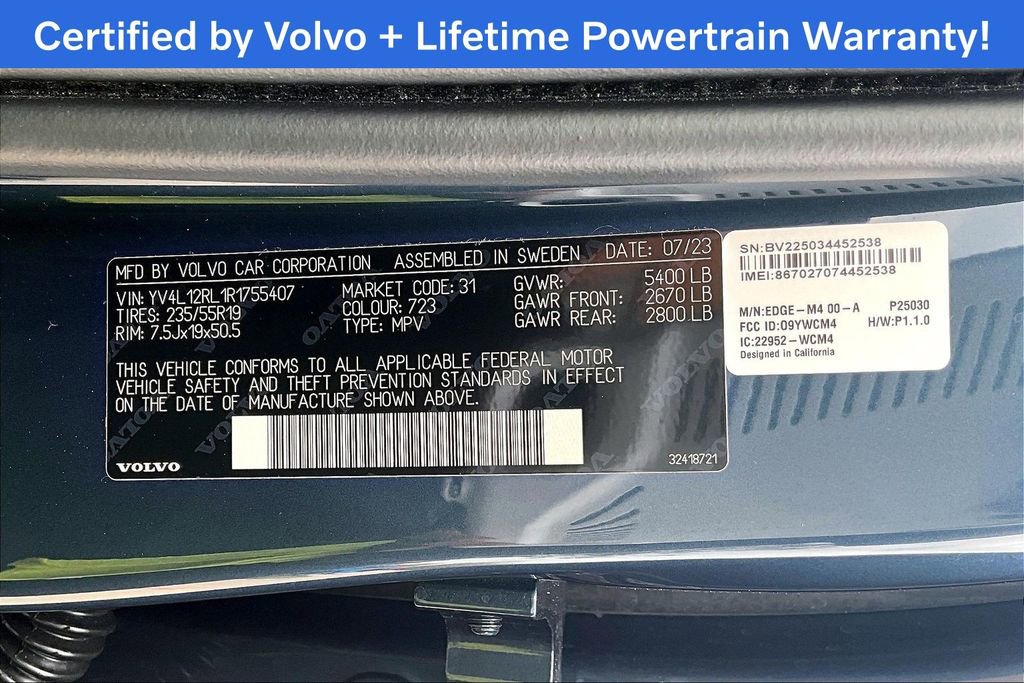 Certified by Volvo + Lifetime Powertrain Warranty!
MFD BY VOLVO CAR CORPORATION ASSEMBLED IN SWEDEN DATE: 07/23
VIN: YV4L12RL1R1755407 MARKET CODE: 31 GVWR: 5400 LB
TIRES: 235/55R19 COLOUR: 723 GAWR FRONT: 2670 LB
RIM: 7.5Jx19x50.5 TYPE: MPV GAWR REAR: 2800 LB
THIS VEHICLE CONFORMS TO ALL APPLICABLE FEDERAL MOTOR
VEHICLE SAFETY AND THEFT PREVENTION STANDARDS IN EFFECT
ON THE DATE OF MANUFACTURE SHOWN ABOVE.
VOLVO 32418721
SN:BV225034452538
IMEI:867027074452538
M/N:EDGE-M4 00-A P25030
FCC ID:O9YWCM4 H/W:P1.1.0
IC:22952-WCM4
Designed in California